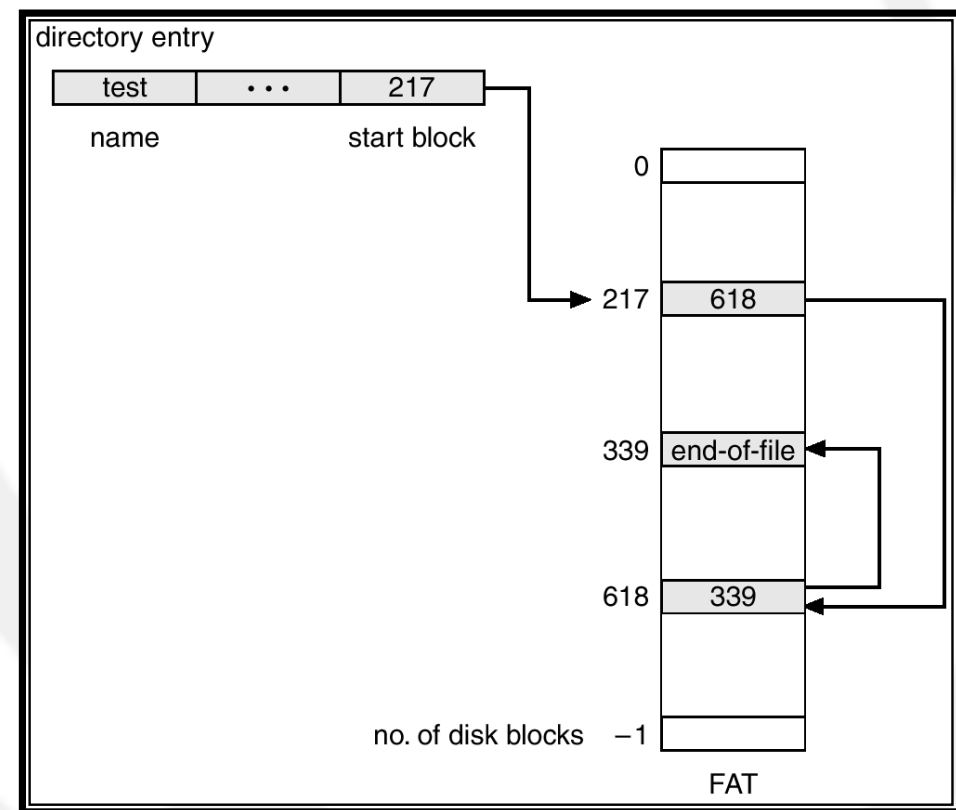 directory entry
test • • • 217
name start block
0
217 618
339 end-of-file
618 339
no. of disk blocks –1
FAT